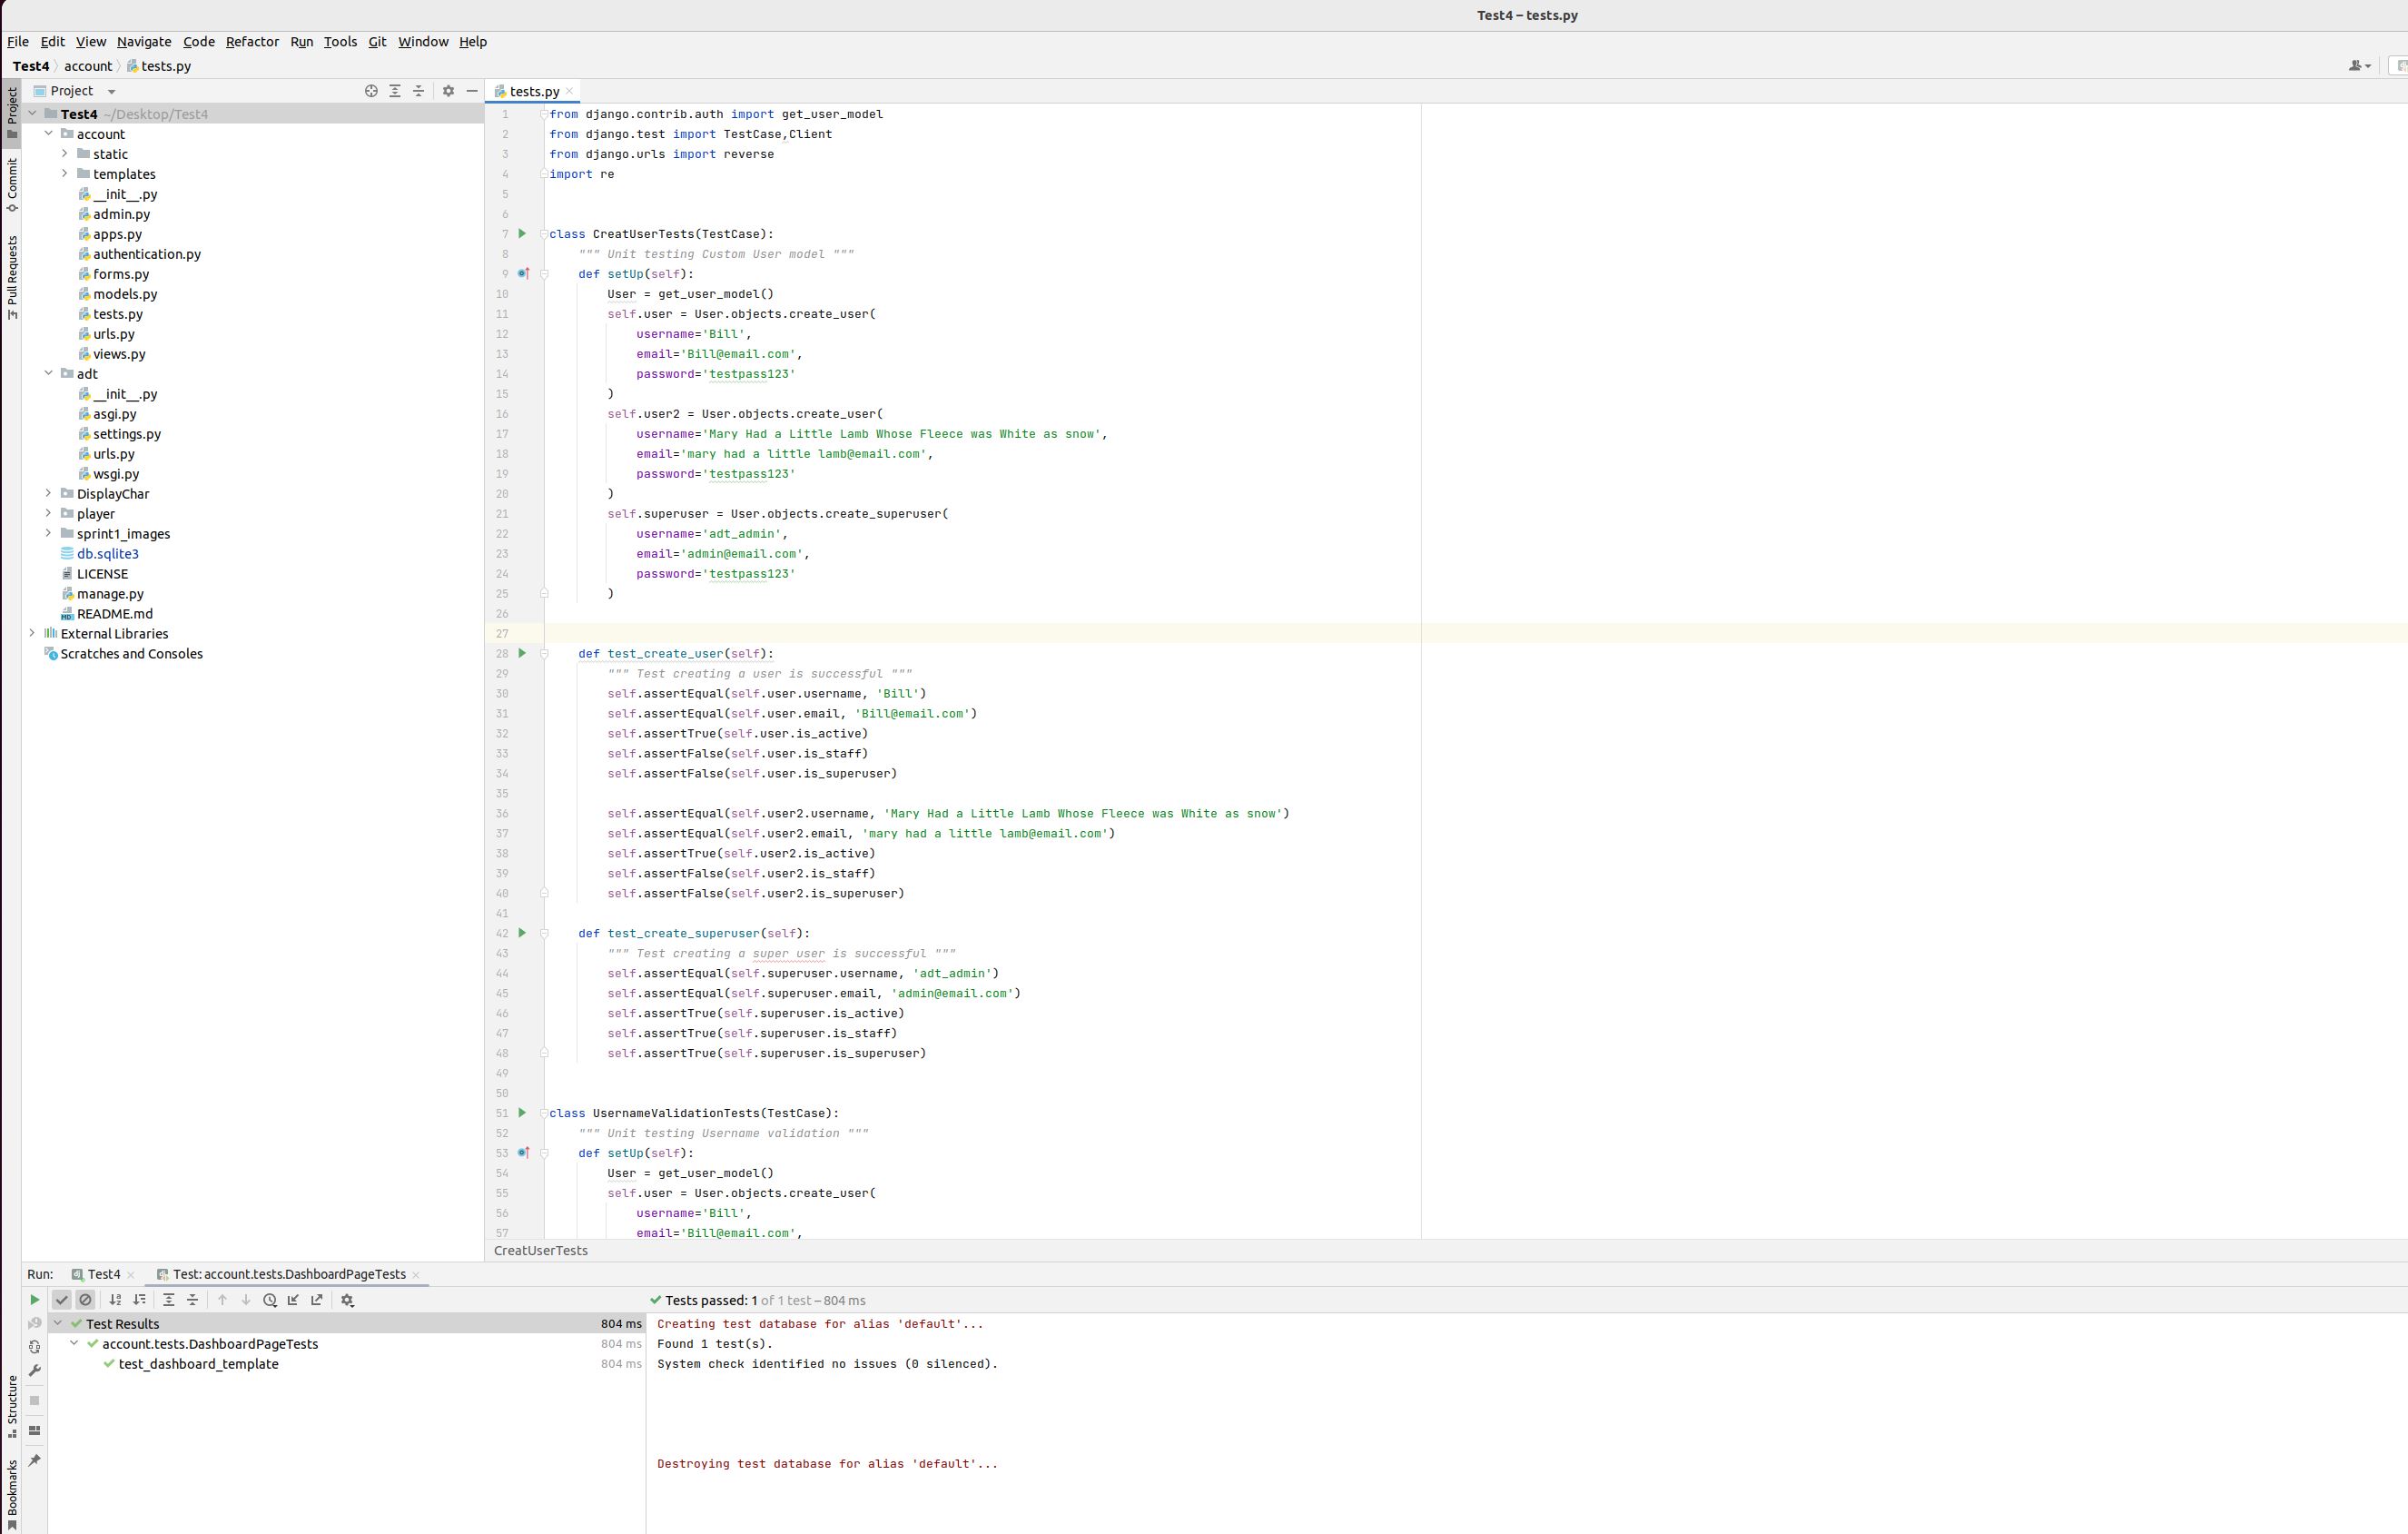 Test4 – tests.py
File Edit View Navigate Code Refactor Run Tools Git Window Help
Test4 account tests.py
Project
Commit
Pull Requests
Structure
Bookmarks
Project
Test4 ~/Desktop/Test4
account
static
templates
__init__.py
admin.py
apps.py
authentication.py
forms.py
models.py
tests.py
urls.py
views.py
adt
__init__.py
asgi.py
settings.py
urls.py
wsgi.py
DisplayChar
player
sprint1_images
db.sqlite3
LICENSE
manage.py
README.md
External Libraries
Scratches and Consoles
tests.py
1 from django.contrib.auth import get_user_model
2 from django.test import TestCase,Client
3 from django.urls import reverse
4 import re
5
6
7 class CreatUserTests(TestCase):
8 """ Unit testing Custom User model """
9 def setUp(self):
10 User = get_user_model()
11 self.user = User.objects.create_user(
12 username='Bill',
13 email='Bill@email.com',
14 password='testpass123'
15 )
16 self.user2 = User.objects.create_user(
17 username='Mary Had a Little Lamb Whose Fleece was White as snow',
18 email='mary had a little lamb@email.com',
19 password='testpass123'
20 )
21 self.superuser = User.objects.create_superuser(
22 username='adt_admin',
23 email='admin@email.com',
24 password='testpass123'
25 )
26
27
28 def test_create_user(self):
29 """ Test creating a user is successful """
30 self.assertEqual(self.user.username, 'Bill')
31 self.assertEqual(self.user.email, 'Bill@email.com')
32 self.assertTrue(self.user.is_active)
33 self.assertFalse(self.user.is_staff)
34 self.assertFalse(self.user.is_superuser)
35
36 self.assertEqual(self.user2.username, 'Mary Had a Little Lamb Whose Fleece was White as snow')
37 self.assertEqual(self.user2.email, 'mary had a little lamb@email.com')
38 self.assertTrue(self.user2.is_active)
39 self.assertFalse(self.user2.is_staff)
40 self.assertFalse(self.user2.is_superuser)
41
42 def test_create_superuser(self):
43 """ Test creating a super user is successful """
44 self.assertEqual(self.superuser.username, 'adt_admin')
45 self.assertEqual(self.superuser.email, 'admin@email.com')
46 self.assertTrue(self.superuser.is_active)
47 self.assertTrue(self.superuser.is_staff)
48 self.assertTrue(self.superuser.is_superuser)
49
50
51 class UsernameValidationTests(TestCase):
52 """ Unit testing Username validation """
53 def setUp(self):
54 User = get_user_model()
55 self.user = User.objects.create_user(
56 username='Bill',
57 email='Bill@email.com',
CreatUserTests
Run: Test4 Test: account.tests.DashboardPageTests
Tests passed: 1 of 1 test – 804 ms
Test Results 804 ms
account.tests.DashboardPageTests 804 ms
test_dashboard_template 804 ms
Creating test database for alias 'default'...
Found 1 test(s).
System check identified no issues (0 silenced).
Destroying test database for alias 'default'...